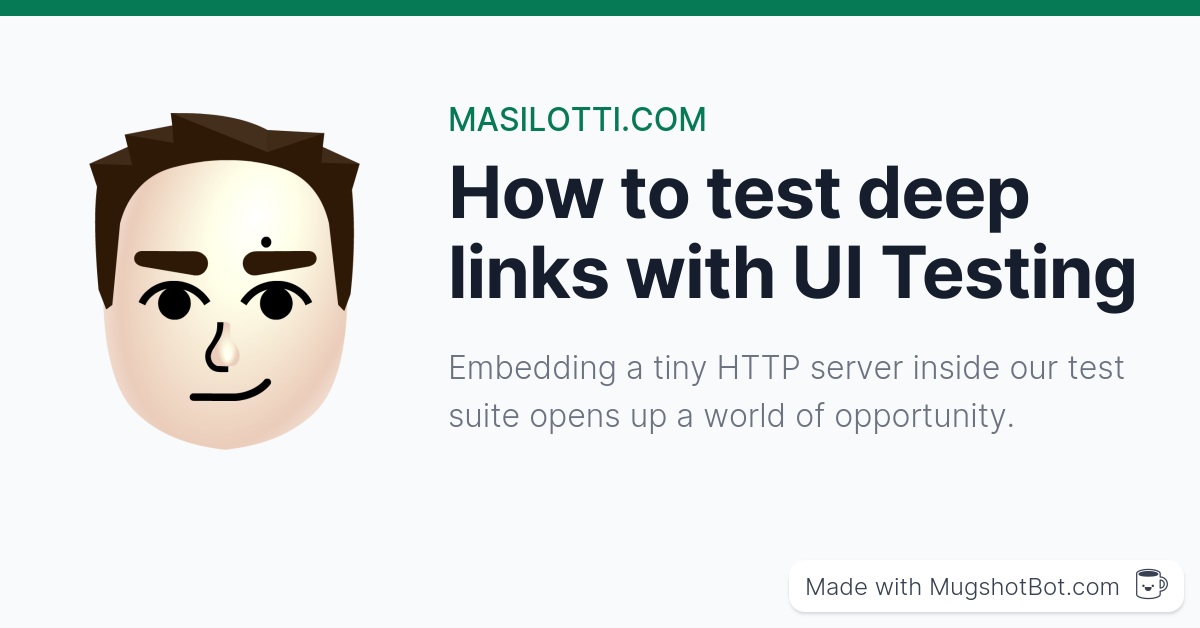 MASILOTTI.COM
How to test deep
links with UI Testing
Embedding a tiny HTTP server inside our test
suite opens up a world of opportunity.
Made with MugshotBot.com